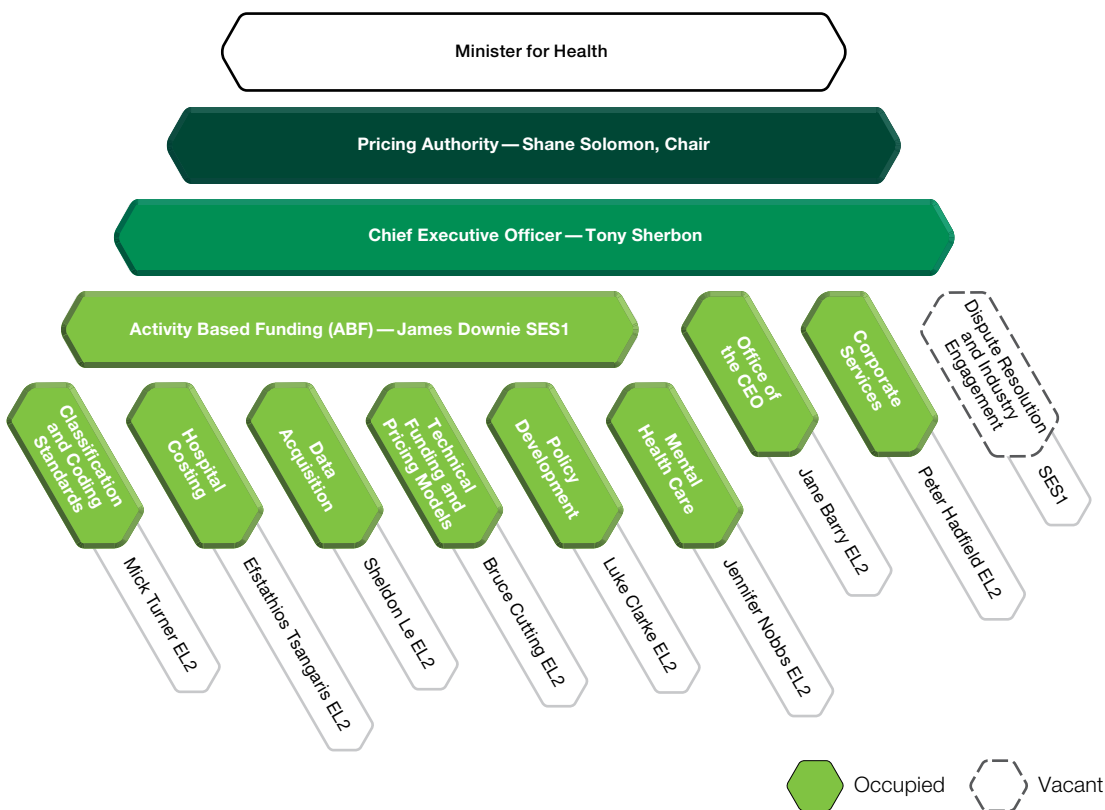 Minister for Health
Pricing Authority — Shane Solomon, Chair
Chief Executive Officer — Tony Sherbon
Activity Based Funding (ABF) — James Downie SES1
Office of
the CEO
Jane Barry EL2
Corporate
Services
Peter Hadfield EL2
Dispute Resolution
and Industry
Engagement
SES1
Classification
and Coding
Standards
Mick Turner EL2
Hospital
Costing
Efstathios Tsangaris EL2
Data
Acquisition
Sheldon Le EL2
Technical
Funding and
Pricing Models
Bruce Cutting EL2
Policy
Development
Luke Clarke EL2
Mental
Health Care
Jennifer Nobbs EL2
Occupied
Vacant